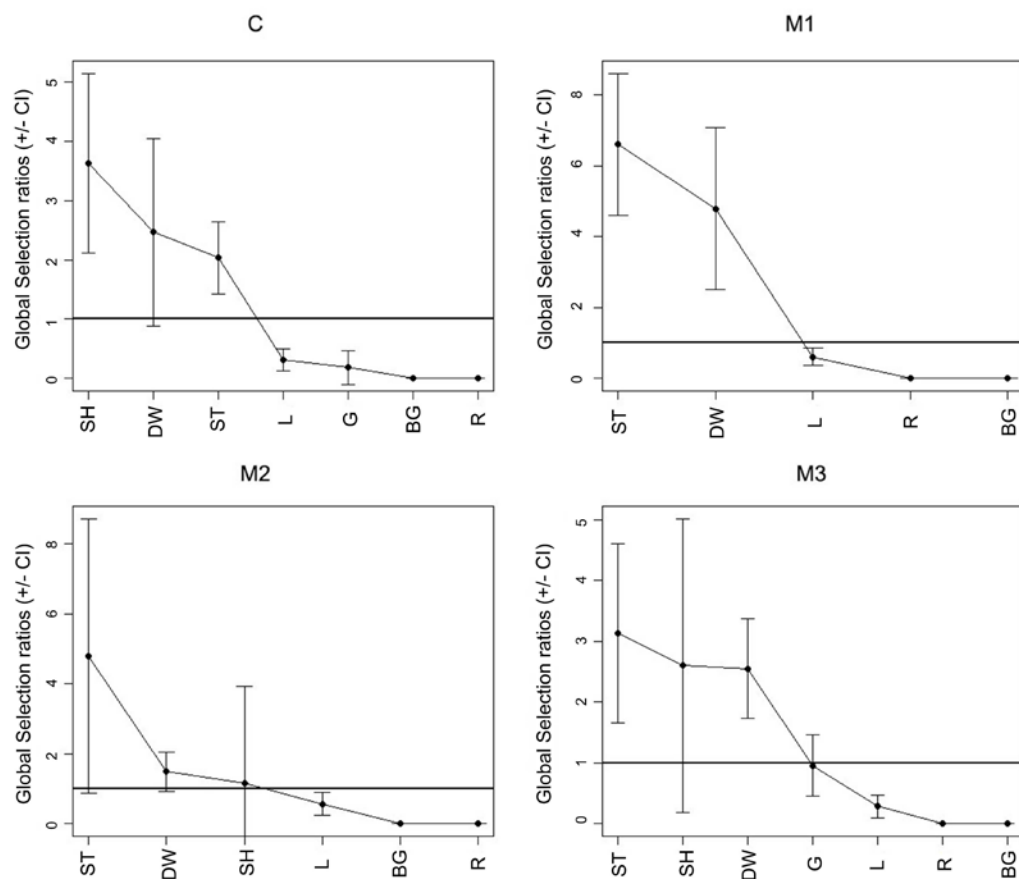 C
Global Selection ratios (+/- CI)
5
4
3
2
1
0
SH
DW
ST
L
G
BG
R
M1
Global Selection ratios (+/- CI)
8
6
4
2
0
ST
DW
L
R
BG
M2
Global Selection ratios (+/- CI)
8
6
4
2
0
ST
DW
SH
L
BG
R
M3
Global Selection ratios (+/- CI)
5
4
3
2
1
0
ST
SH
DW
G
L
R
BG